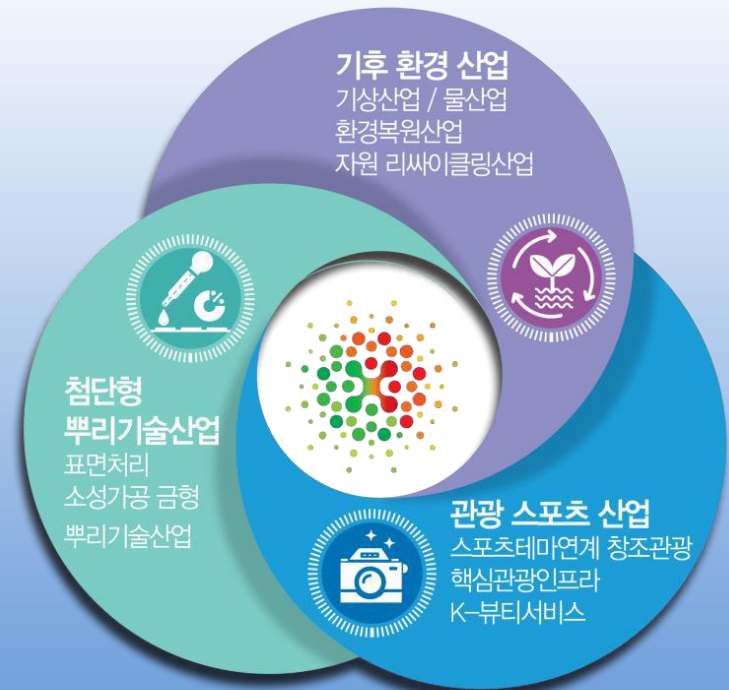 기후 환경 산업
기상산업 / 물산업
환경복원산업
자원 리싸이클링산업
첨단형
뿌리기술산업
표면처리
소성가공 금형
뿌리기술산업
관광 스포츠 산업
스포츠테마연계 창조관광
핵심관광인프라
K-뷰티서비스